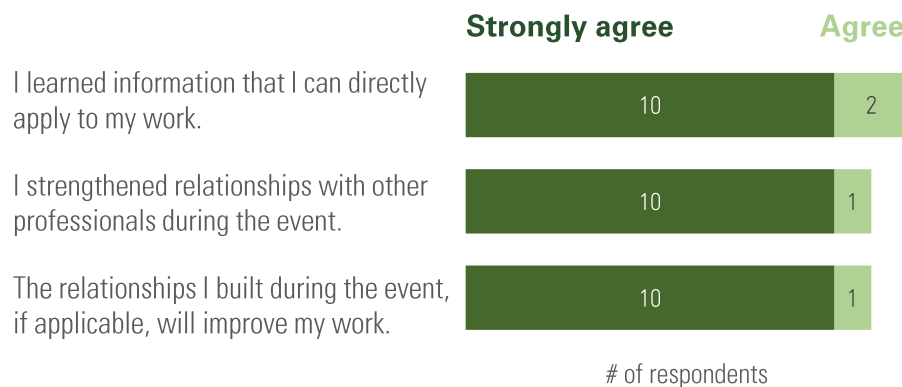 Strongly agree Agree
I learned information that I can directly
apply to my work.
10 2
I strengthened relationships with other
professionals during the event.
10 1
The relationships I built during the event,
if applicable, will improve my work.
10 1
# of respondents